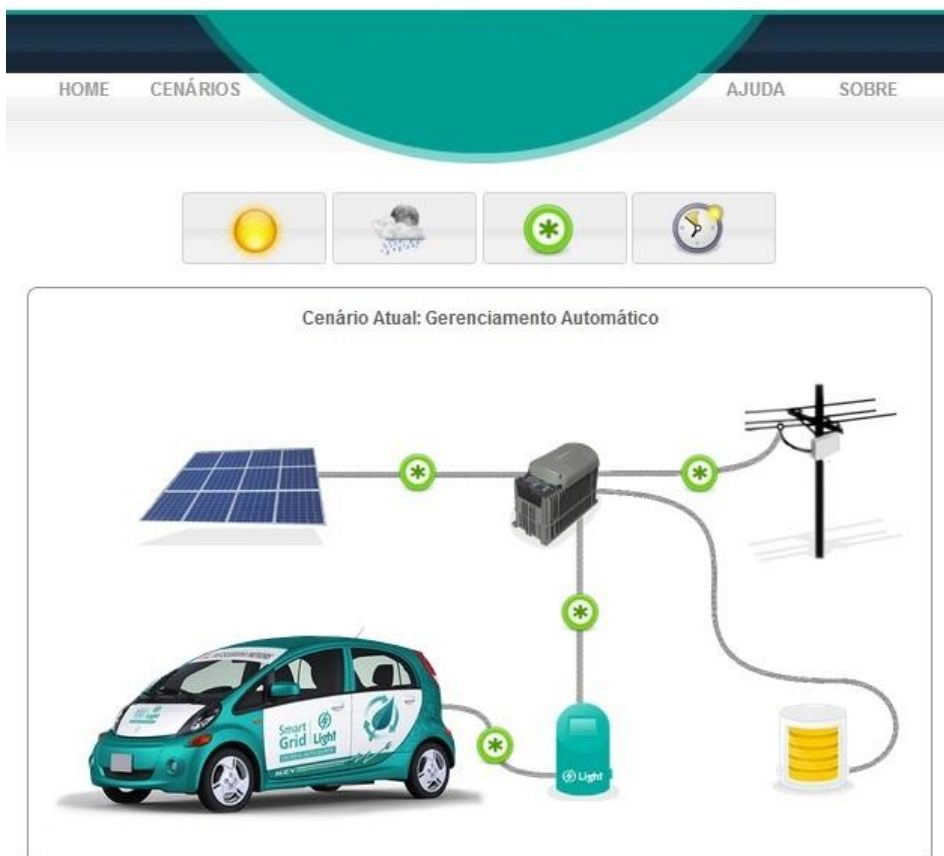 HOME CENÁRIOS AJUDA SOBRE
Cenário Atual: Gerenciamento Automático
Smart
Grid Light
Light